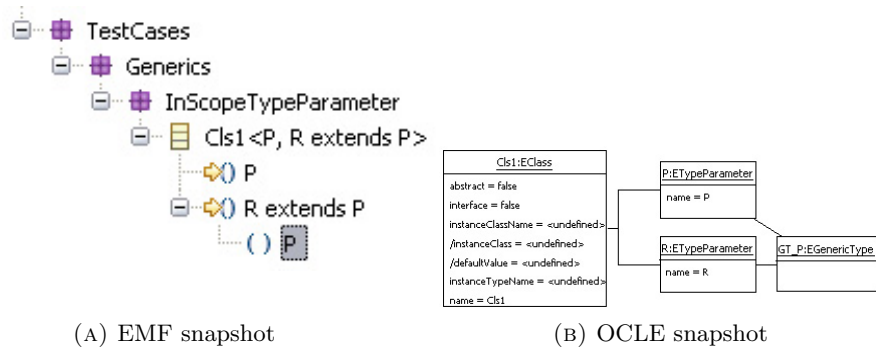 TestCases
Generics
InScopeTypeParameter
Cls1<P, R extends P>
P
R extends P
P
Cls1:EClass
abstract = false
interface = false
instanceClassName = <undefined>
/instanceClass = <undefined>
/defaultValue = <undefined>
instanceTypeName = <undefined>
name = Cls1
P:ETypeParameter
name = P
R:ETypeParameter
name = R
GT_P:EGenericType
(A) EMF snapshot
(B) OCLE snapshot